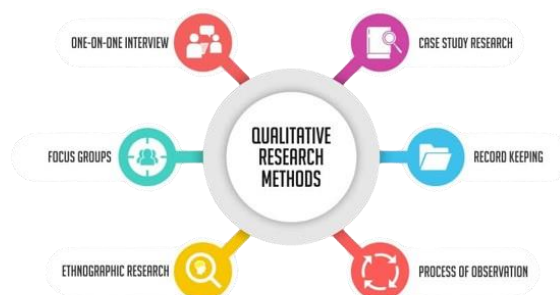 ONE-ON-ONE INTERVIEW
CASE STUDY RESEARCH
FOCUS GROUPS
QUALITATIVE
RESEARCH
METHODS
RECORD KEEPING
ETHNOGRAPHIC RESEARCH
PROCESS OF OBSERVATION